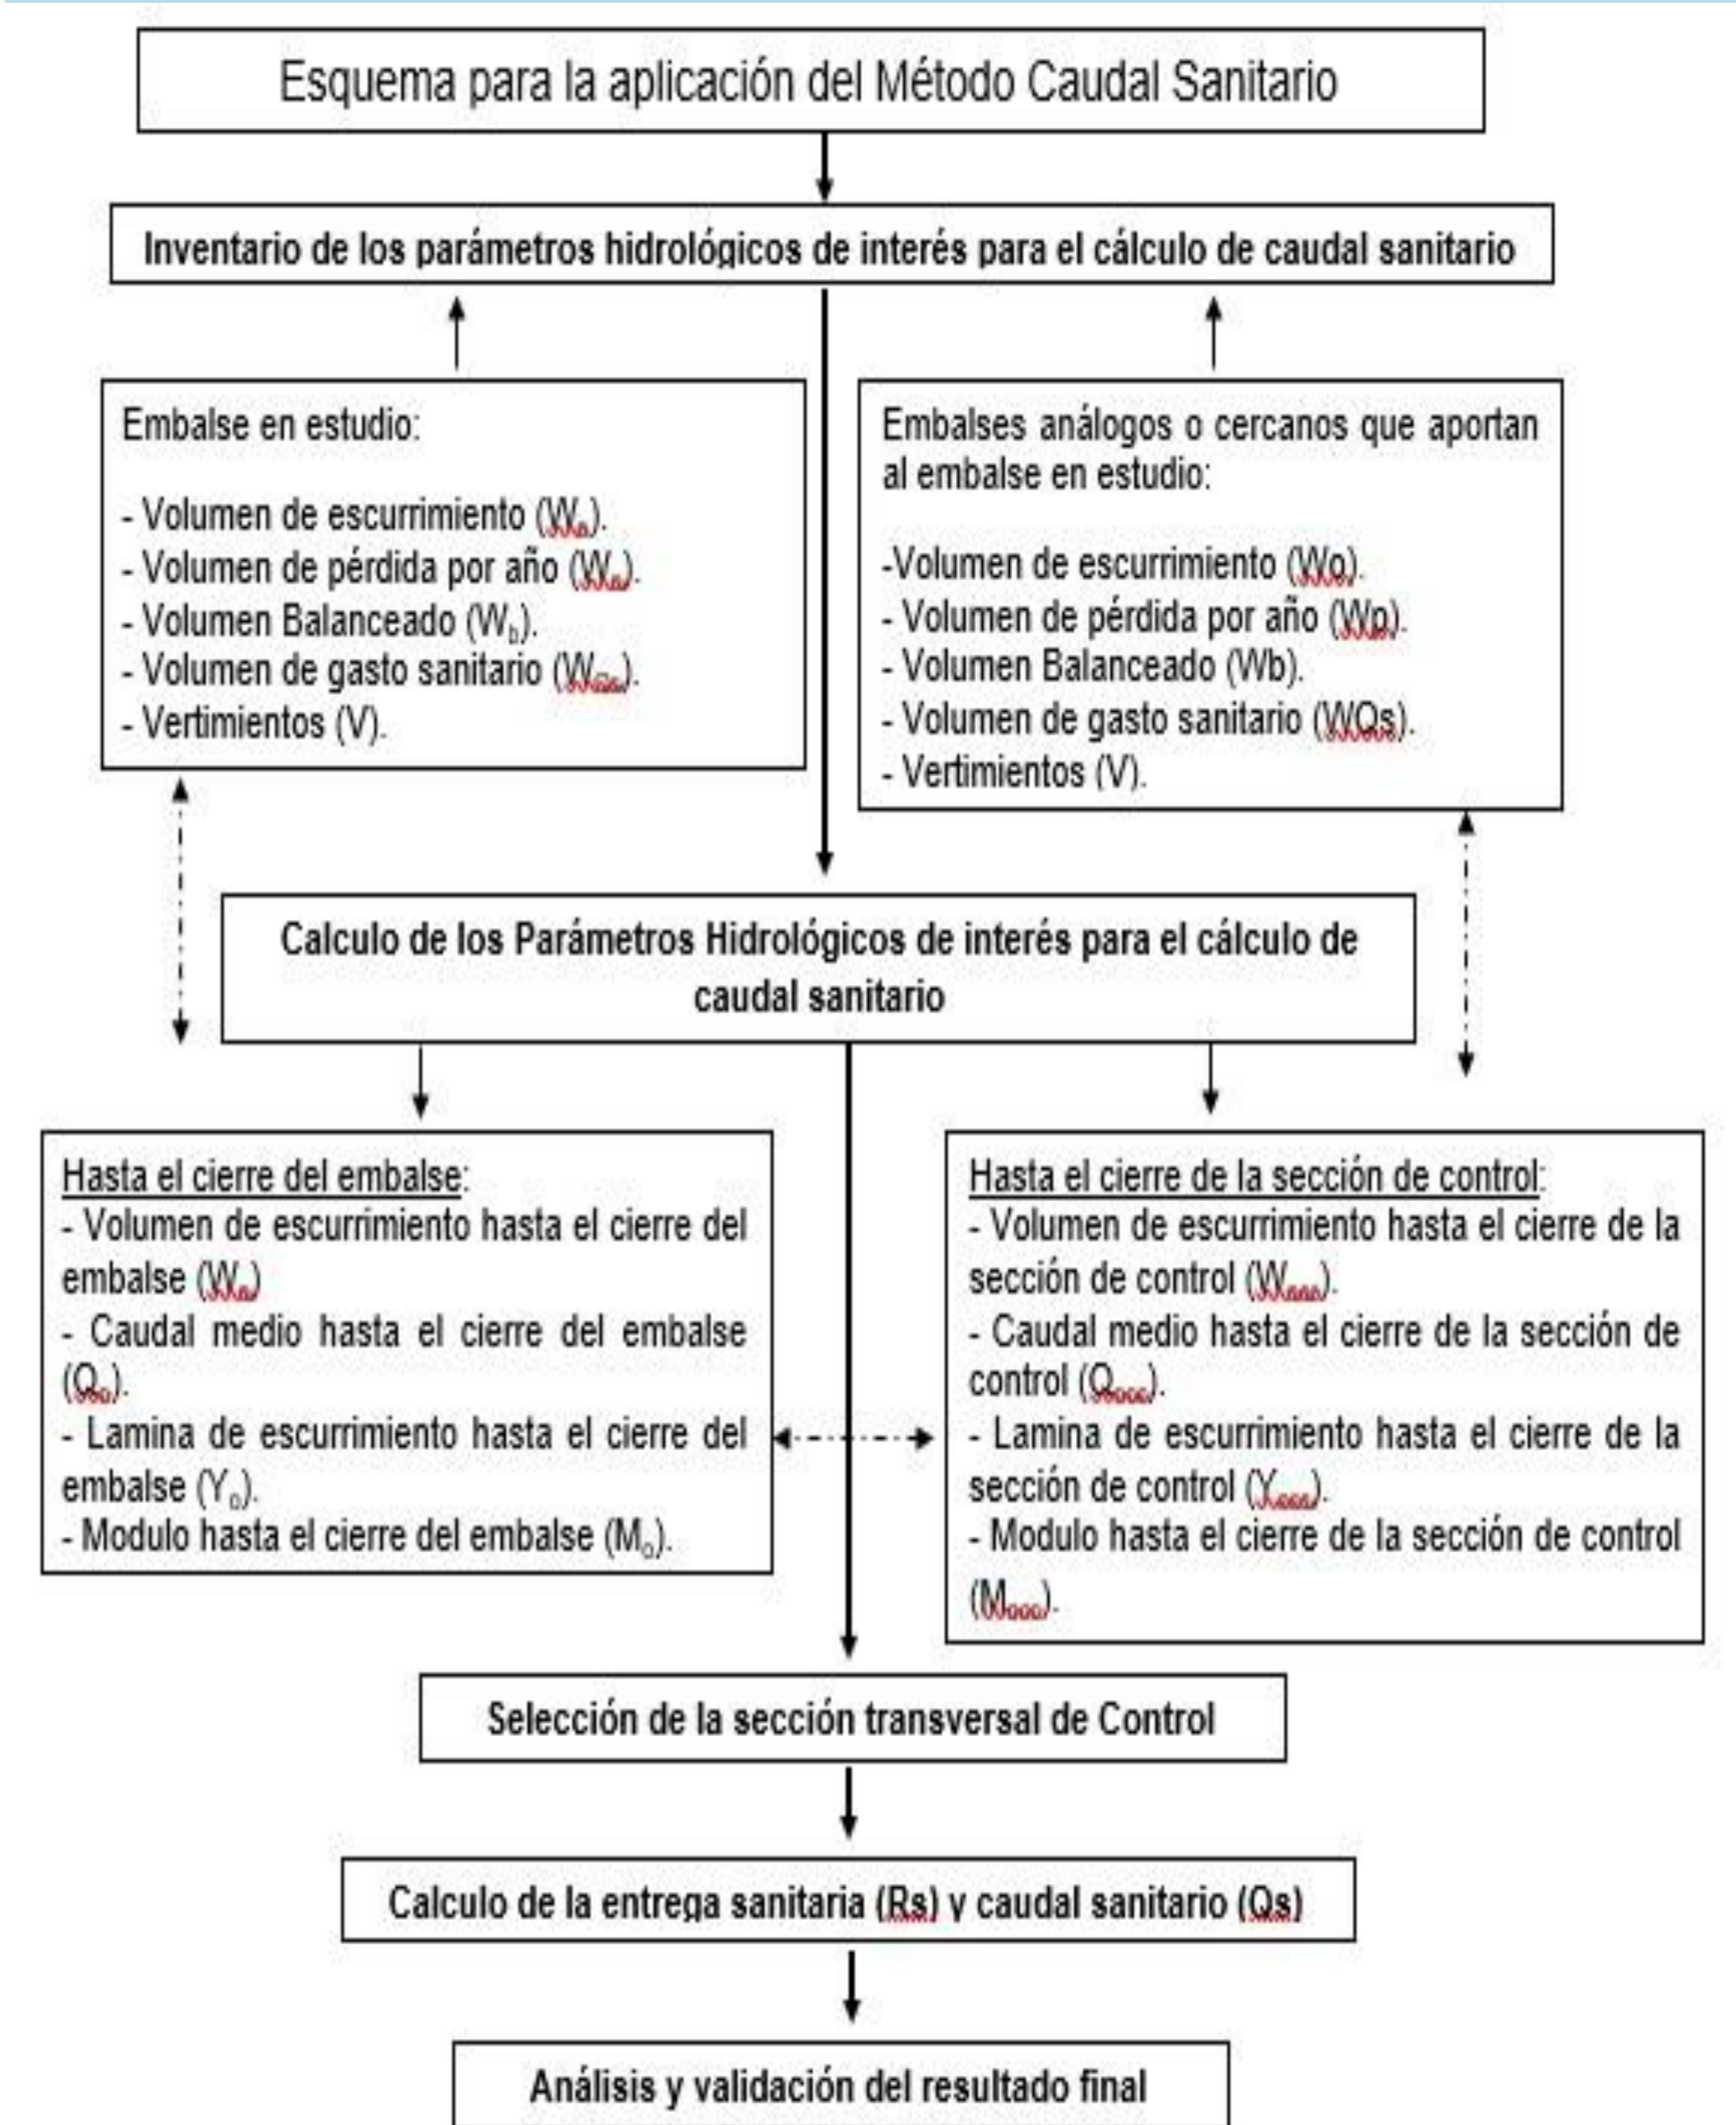 Esquema para la aplicación del Método Caudal Sanitario
Inventario de los parámetros hidrológicos de interés para el cálculo de caudal sanitario
Embalse en estudio:
- Volumen de escurrimiento
- Volumen de pérdida por año
- Volumen Balanceado (Wb).
- Volumen de gasto sanitario
- Vertimientos (V).
Embalses análogos o cercanos que aportan
al embalse en estudio:
-Volumen de escurrimiento (Wo).
- Volumen de pérdida por año (Wp).
- Volumen Balanceado (Wb).
- Volumen de gasto sanitario (WQs).
- Vertimientos (V).
Calculo de los Parámetros Hidrológicos de interés para el cálculo de
caudal sanitario
Hasta el cierre del embalse:
- Volumen de escurrimiento hasta el cierre del
embalse
- Caudal medio hasta el cierre del embalse
(Qo).
- Lamina de escurrimiento hasta el cierre del
embalse (Yo).
- Modulo hasta el cierre del embalse (Mo).
Hasta el cierre de la sección de control:
- Volumen de escurrimiento hasta el cierre de la
sección de control
- Caudal medio hasta el cierre de la sección de
control (Qooo).
- Lamina de escurrimiento hasta el cierre de la
sección de control
- Modulo hasta el cierre de la sección de control
(Mooo).
Selección de la sección transversal de Control
Calculo de la entrega sanitaria (Rs) y caudal sanitario (Qs)
Análisis y validación del resultado final